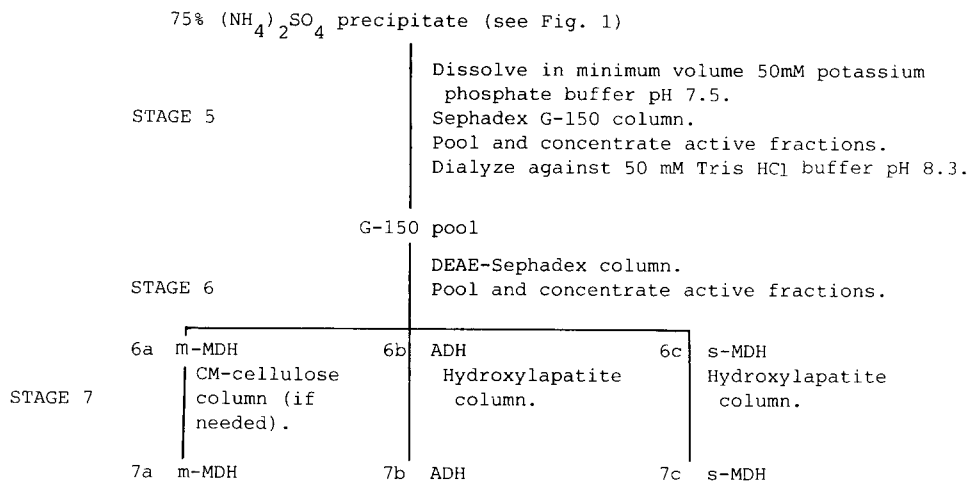 75% (NH4)2SO4 precipitate (see Fig. 1)
Dissolve in minimum volume 50mM potassium
phosphate buffer pH 7.5.
STAGE 5
Sephadex G-150 column.
Pool and concentrate active fractions.
Dialyze against 50 mM Tris HCl buffer pH 8.3.
G-150 pool
DEAE-Sephadex column.
STAGE 6
Pool and concentrate active fractions.
6a m-MDH
6b ADH
6c s-MDH
CM-cellulose
column (if
needed).
Hydroxylapatite
column.
Hydroxylapatite
column.
STAGE 7
7a m-MDH
7b ADH
7c s-MDH